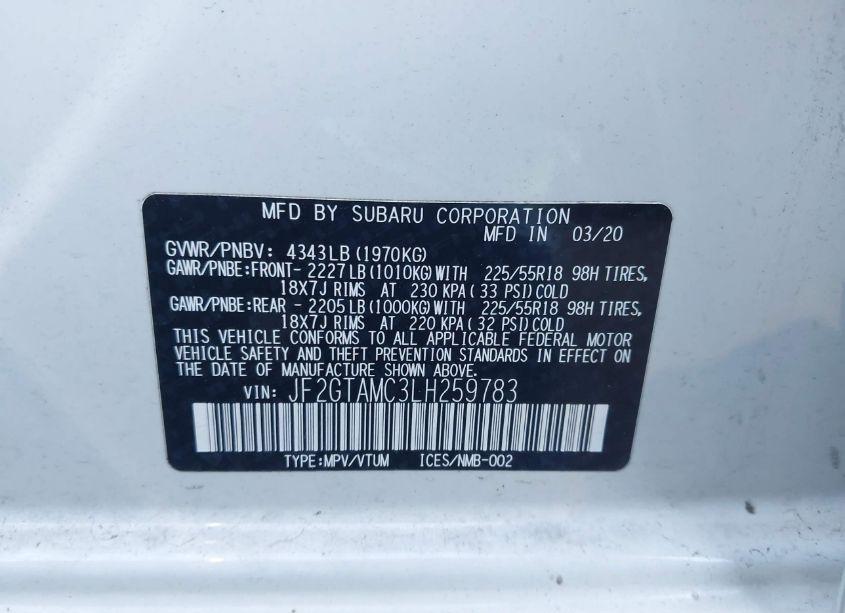 MFD BY SUBARU CORPORATION
MFD IN 03/20
GVWR/PNBV: 4343LB (1970KG)
GAWR/PNBE:FRONT- 2227LB(1010KG)WITH 225/55R18 98H TIRES,
18X7J RIMS AT 230 KPA (33 PSI)COLD
GAWR/PNBE:REAR - 2205LB(1000KG)WITH 225/55R18 98H TIRES,
18X7J RIMS AT 220 KPA (32 PSI)COLD
THIS VEHICLE CONFORMS TO ALL APPLICABLE FEDERAL MOTOR
VEHICLE SAFETY AND THEFT PREVENTION STANDARDS IN EFFECT ON
THE DATE OF MANUFACTURE SHOWN ABOVE.
VIN: JF2GTAMC3LH259783
TYPE:MPV/VTUM ICES/NMB-002